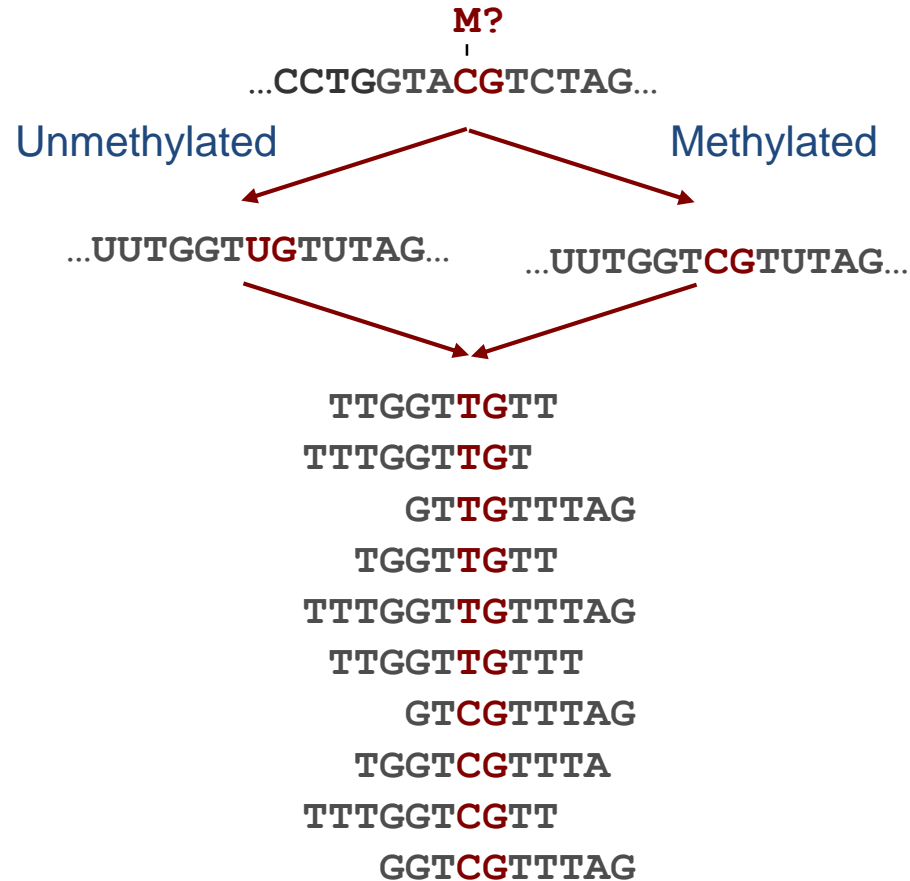 M?
...CCTGGTACGTCTAG...
Unmethylated Methylated
...UUTGGTUGTUTAG... ...UUTGGTCGTUTAG...
TTGGTTGTT
TTTGGTTGT
GTTGTTTAG
TGGTTGTT
TTTGGTTGTTTAG
TTGGTTGTTT
GTCGTTTAG
TGGTCGTTTA
TTTGGTCGTT
GGTCGTTTAG